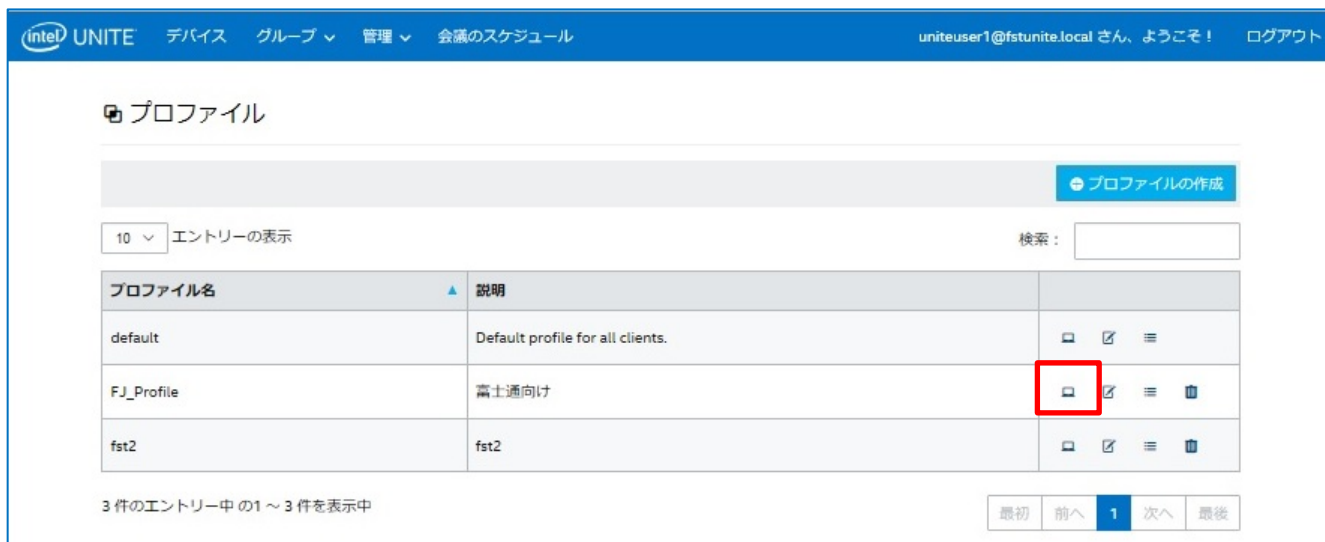 intel UNITE デバイス グループ 管理 会議のスケジュール uniteuser1@fstunite.local さん、ようこそ! ログアウト
プロファイル
プロファイルの作成
10 エントリーの表示 検索:
プロファイル名 説明
default Default profile for all clients.
FJ_Profile 富士通向け
fst2 fst2
3 件のエントリー中 の1 ～ 3 件を表示中 最初 前へ 1 次へ 最後